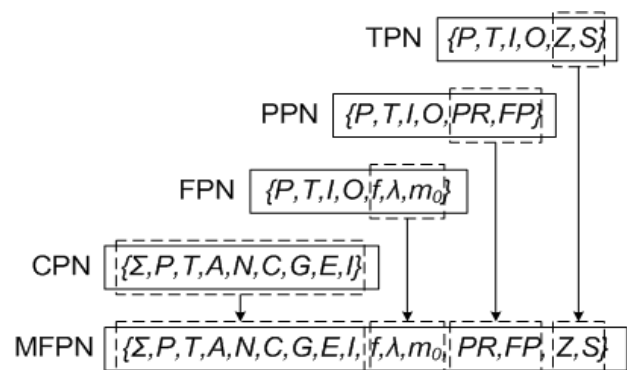 TPN {P,T,I,O,Z,S}
PPN {P,T,I,O,PR,FP}
FPN {P,T,I,O,f,λ,m₀}
CPN {Σ,P,T,A,N,C,G,E,I}
MFPN {Σ,P,T,A,N,C,G,E,I, f,λ,m₀, PR,FP, Z,S}